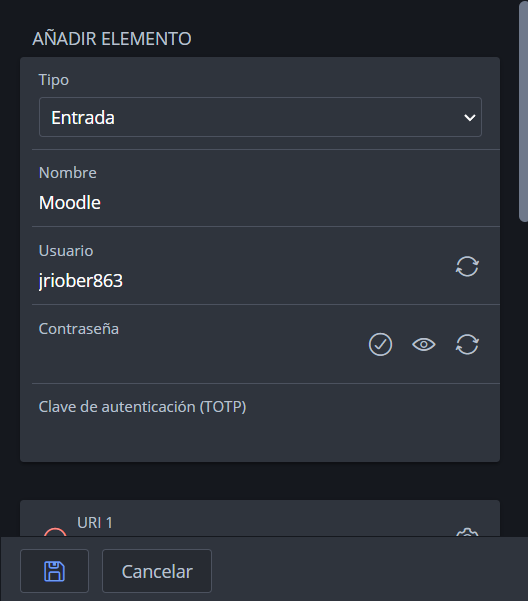 AÑADIR ELEMENTO
Tipo
Entrada
Nombre
Moodle
Usuario
jriober863
Contraseña
Clave de autenticación (TOTP)
URI 1
Cancelar